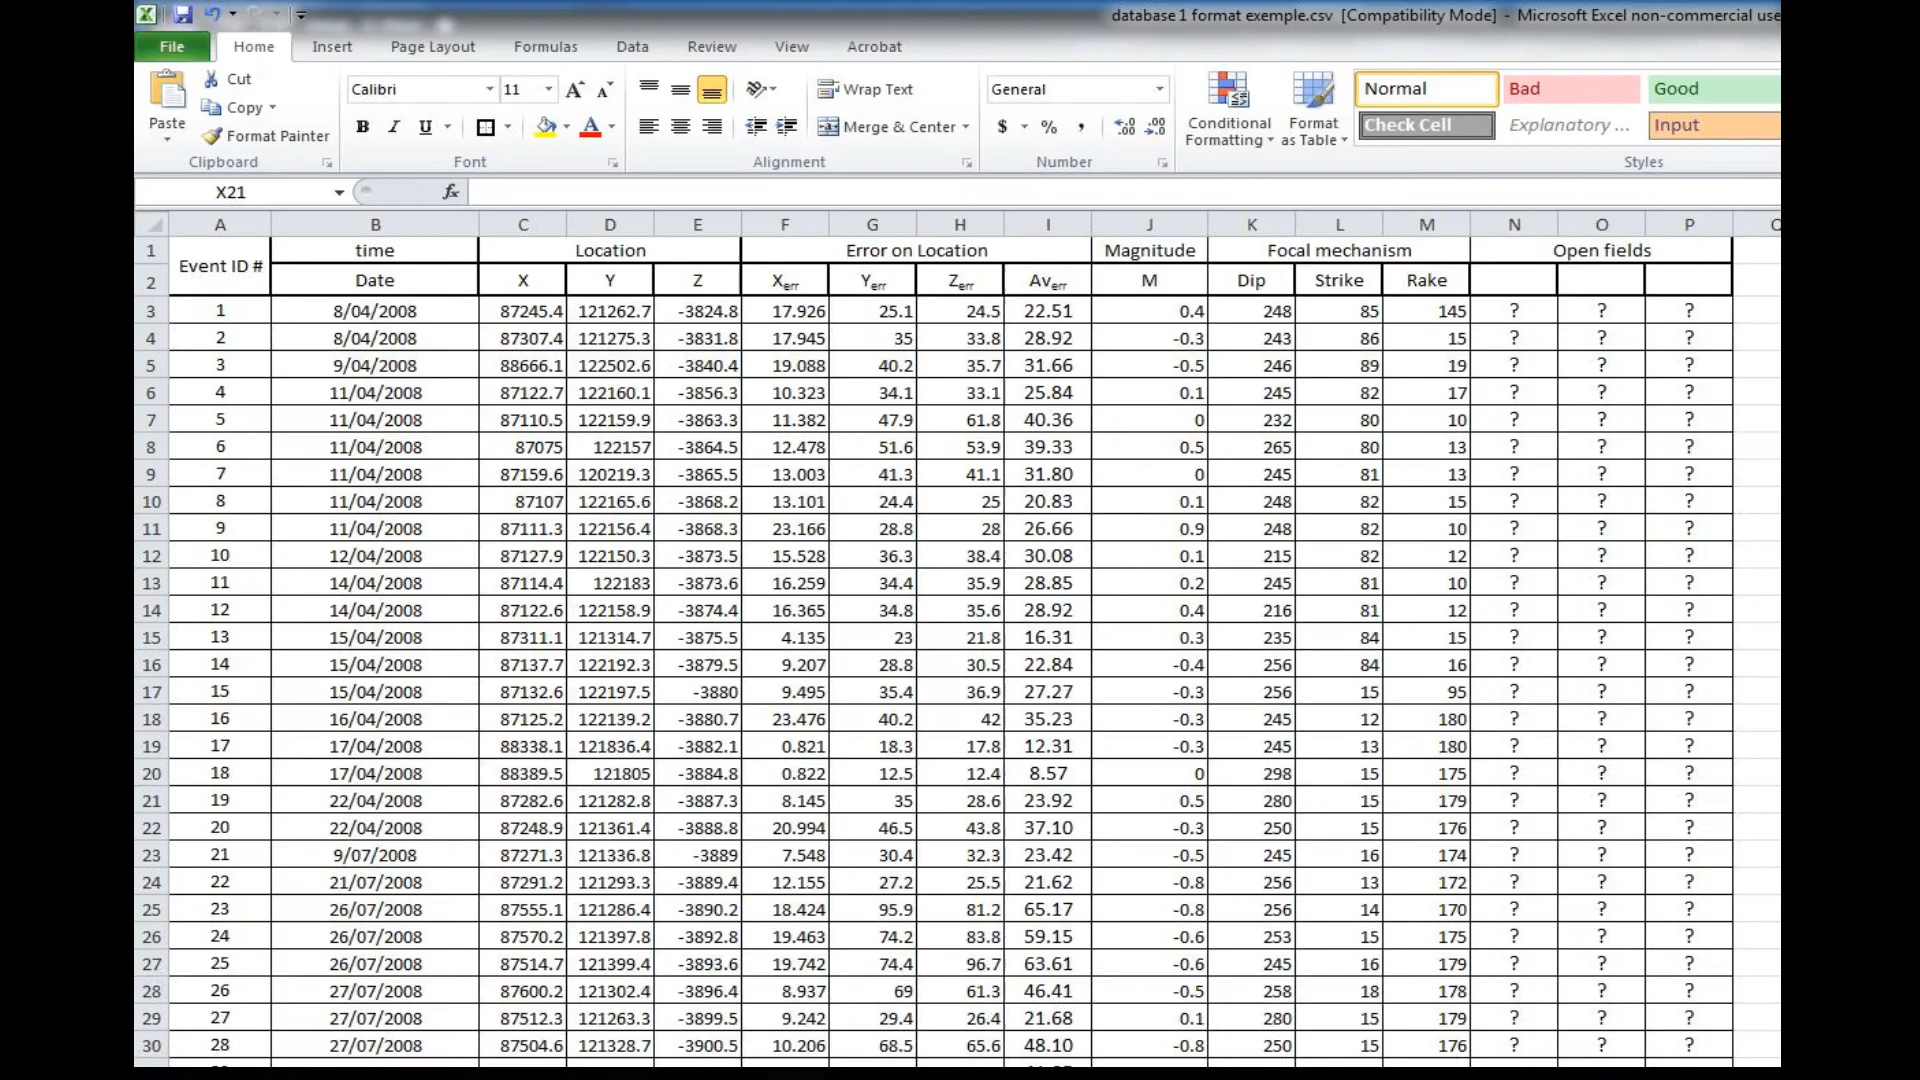 database1 format exemple.csv [Compatibility Mode] - Microsoft Excel non-commercial use
File Home Insert Page Layout Formulas Data Review View Acrobat
Paste Cut Copy Format Painter Clipboard
Calibri 11 B I U Font
Wrap Text Merge & Center Alignment
General $ % , Number
Conditional Formatting Format as Table
Normal Bad Good
Check Cell Explanatory ... Input
Styles
X21 fx
A B C D E F G H I J K L M N O P
1 Event ID # time Location Error on Location Magnitude Focal mechanism Open fields
2 Date X Y Z Xerr Yerr Zerr Averr M Dip Strike Rake
3 1 8/04/2008 87245.4 121262.7 -3824.8 17.926 25.1 24.5 22.51 0.4 248 85 145 ? ? ?
4 2 8/04/2008 87307.4 121275.3 -3831.8 17.945 35 33.8 28.92 -0.3 243 86 15 ? ? ?
5 3 9/04/2008 88666.1 122502.6 -3840.4 19.088 40.2 35.7 31.66 -0.5 246 89 19 ? ? ?
6 4 11/04/2008 87122.7 122160.1 -3856.3 10.323 34.1 33.1 25.84 0.1 245 82 17 ? ? ?
7 5 11/04/2008 87110.5 122159.9 -3863.3 11.382 47.9 61.8 40.36 0 232 80 10 ? ? ?
8 6 11/04/2008 87075 122157 -3864.5 12.478 51.6 53.9 39.33 0.5 265 80 13 ? ? ?
9 7 11/04/2008 87159.6 120219.3 -3865.5 13.003 41.3 41.1 31.80 0 245 81 13 ? ? ?
10 8 11/04/2008 87107 122165.6 -3868.2 13.101 24.4 25 20.83 0.1 248 82 15 ? ? ?
11 9 11/04/2008 87111.3 122156.4 -3868.3 23.166 28.8 28 26.66 0.9 248 82 10 ? ? ?
12 10 12/04/2008 87127.9 122150.3 -3873.5 15.528 36.3 38.4 30.08 0.1 215 82 12 ? ? ?
13 11 14/04/2008 87114.4 122183 -3873.6 16.259 34.4 35.9 28.85 0.2 245 81 10 ? ? ?
14 12 14/04/2008 87122.6 122158.9 -3874.4 16.365 34.8 35.6 28.92 0.4 216 81 12 ? ? ?
15 13 15/04/2008 87311.1 121314.7 -3875.5 4.135 23 21.8 16.31 0.3 235 84 15 ? ? ?
16 14 15/04/2008 87137.7 122192.3 -3879.5 9.207 28.8 30.5 22.84 -0.4 256 84 16 ? ? ?
17 15 15/04/2008 87132.6 122197.5 -3880 9.495 35.4 36.9 27.27 -0.3 256 15 95 ? ? ?
18 16 16/04/2008 87125.2 122139.2 -3880.7 23.476 40.2 42 35.23 -0.3 245 12 180 ? ? ?
19 17 17/04/2008 88338.1 121836.4 -3882.1 0.821 18.3 17.8 12.31 -0.3 245 13 180 ? ? ?
20 18 17/04/2008 88389.5 121805 -3884.8 0.822 12.5 12.4 8.57 0 298 15 175 ? ? ?
21 19 22/04/2008 87282.6 121282.8 -3887.3 8.145 35 28.6 23.92 0.5 280 15 179 ? ? ?
22 20 22/04/2008 87248.9 121361.4 -3888.8 20.994 46.5 43.8 37.10 -0.3 250 15 176 ? ? ?
23 21 9/07/2008 87271.3 121336.8 -3889 7.548 30.4 32.3 23.42 -0.5 245 16 174 ? ? ?
24 22 21/07/2008 87291.2 121293.3 -3889.4 12.155 27.2 25.5 21.62 -0.8 256 13 172 ? ? ?
25 23 26/07/2008 87555.1 121286.4 -3890.2 18.424 95.9 81.2 65.17 -0.8 256 14 170 ? ? ?
26 24 26/07/2008 87570.2 121397.8 -3892.8 19.463 74.2 83.8 59.15 -0.6 253 15 175 ? ? ?
27 25 26/07/2008 87514.7 121399.4 -3893.6 19.742 74.4 96.7 63.61 -0.6 245 16 179 ? ? ?
28 26 27/07/2008 87600.2 121302.4 -3896.4 8.937 69 61.3 46.41 -0.5 258 18 178 ? ? ?
29 27 27/07/2008 87512.3 121263.3 -3899.5 9.242 29.4 26.4 21.68 0.1 280 15 179 ? ? ?
30 28 27/07/2008 87504.6 121328.7 -3900.5 10.206 68.5 65.6 48.10 -0.8 250 15 176 ? ? ?